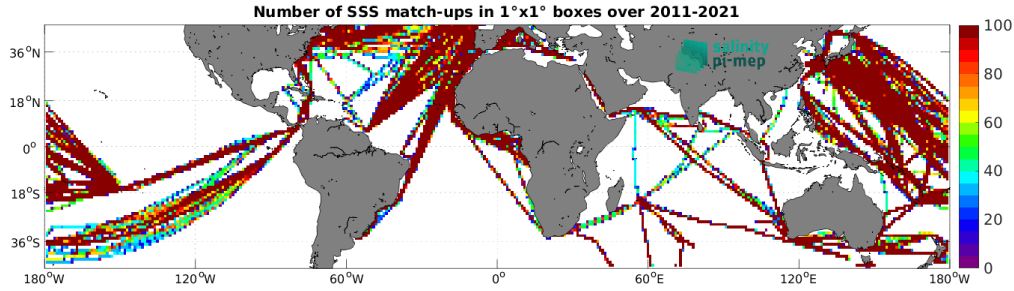 Number of SSS match-ups in 1°x1° boxes over 2011-2021
36°N
18°N
0°
18°S
36°S
180°W 120°W 60°W 0° 60°E 120°E 180°W
salinity
pi-mep
100
80
60
40
20
0